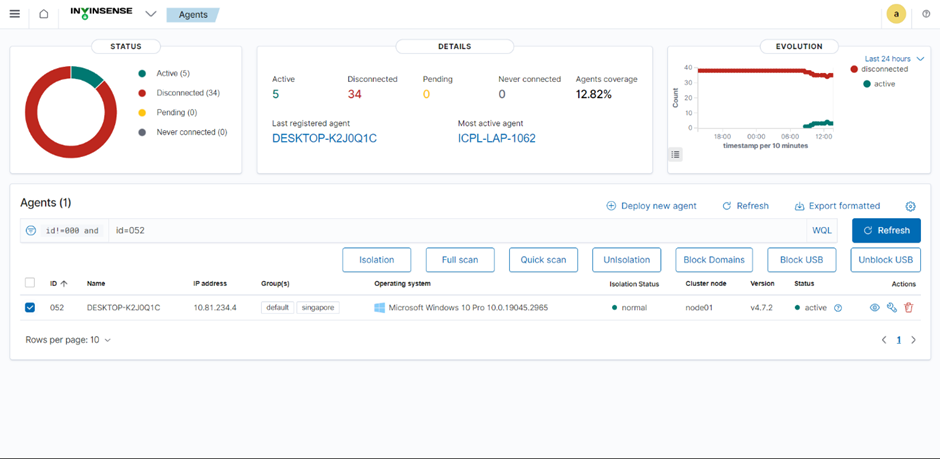 INVINSENSE
Agents
a
STATUS
Active (5)
Disconnected (34)
Pending (0)
Never connected (0)
DETAILS
Active
Disconnected
Pending
Never connected
Agents coverage
5
34
0
0
12.82%
Last registered agent
Most active agent
DESKTOP-K2J0Q1C
ICPL-LAP-1062
EVOLUTION
Last 24 hours
disconnected
active
Count
40
30
20
10
0
18:00
00:00
06:00
12:00
timestamp per 10 minutes
Agents (1)
Deploy new agent
Refresh
Export formatted
id!=000 and
id=052
WQL
Refresh
Isolation
Full scan
Quick scan
UnIsolation
Block Domains
Block USB
Unblock USB
ID
Name
IP address
Group(s)
Operating system
Isolation Status
Cluster node
Version
Status
Actions
052
DESKTOP-K2J0Q1C
10.81.234.4
default
singapore
Microsoft Windows 10 Pro 10.0.19045.2965
normal
node01
v4.7.2
active
Rows per page: 10
1